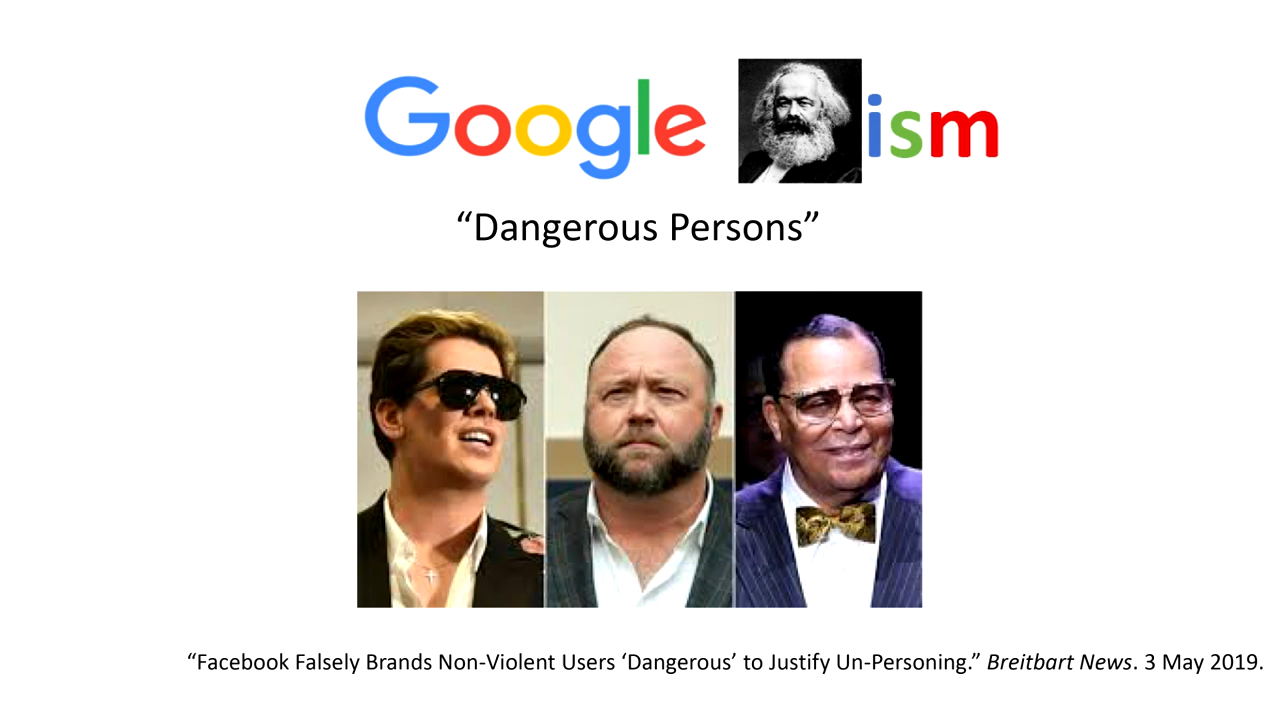 Google ism
“Dangerous Persons”
“Facebook Falsely Brands Non-Violent Users ‘Dangerous’ to Justify Un-Personing.” Breitbart News. 3 May 2019.